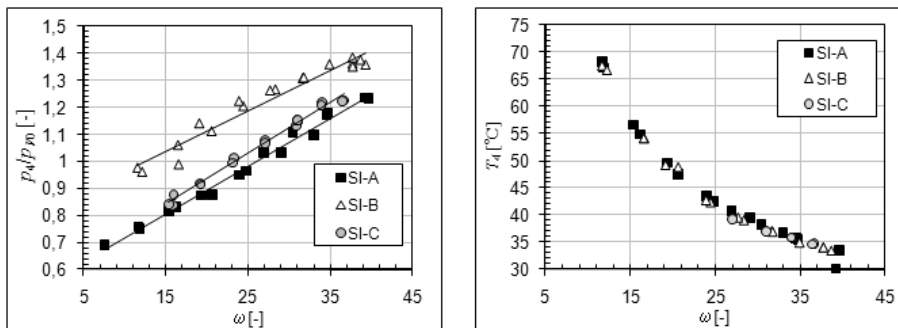 1,5
1,4
1,3
1,2
1,1
1
0,9
0,8
0,7
0,6
p4/pV0 [-]
SI-A
SI-B
SI-C
5 15 25 35 45
ω [-]
75
70
65
60
55
50
45
40
35
30
T4 [°C]
SI-A
SI-B
SI-C
5 15 25 35 45
ω [-]